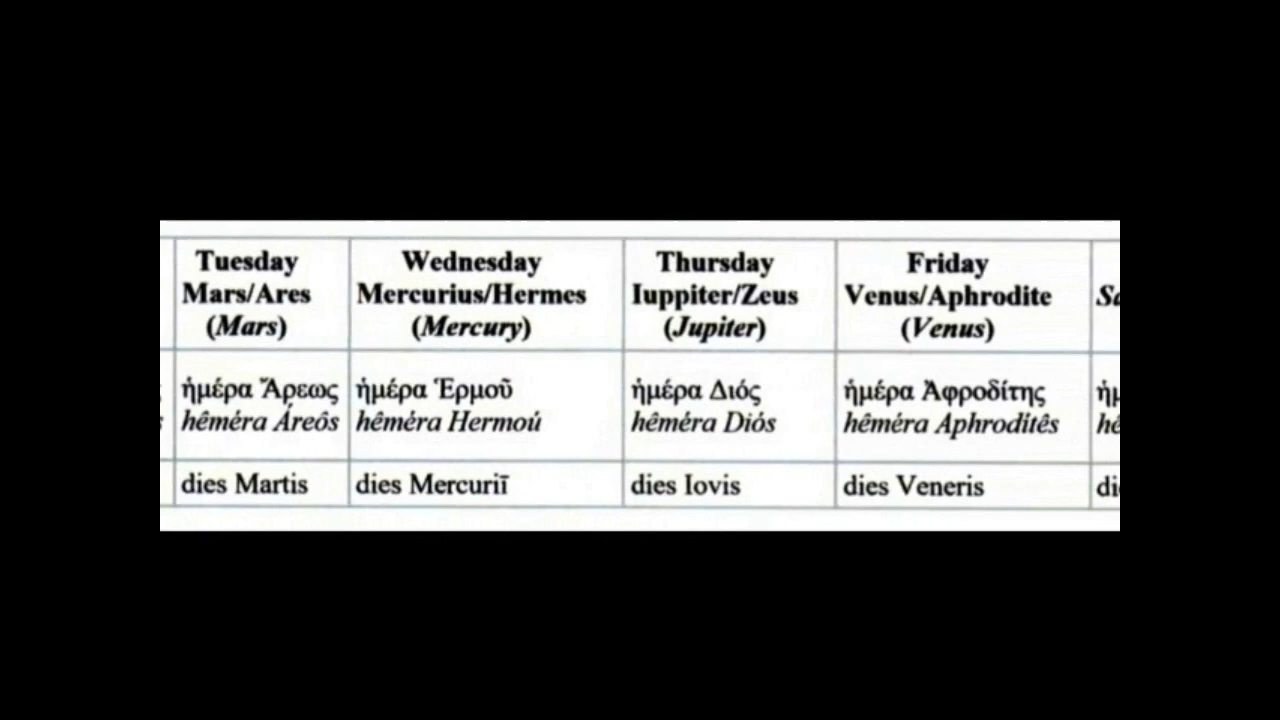 Tuesday Wednesday Thursday Friday
Mars/Ares Mercurius/Hermes Iuppiter/Zeus Venus/Aphrodite
(Mars) (Mercury) (Jupiter) (Venus)
ἡμέρα Ἄρεως ἡμέρα Ἑρμοῦ ἡμέρα Διός ἡμέρα Ἀφροδίτης
hêméra Áreôs hêméra Hermoú hêméra Diós hêméra Aphrodítês
dies Martis dies Mercuriī dies Iovis dies Veneris